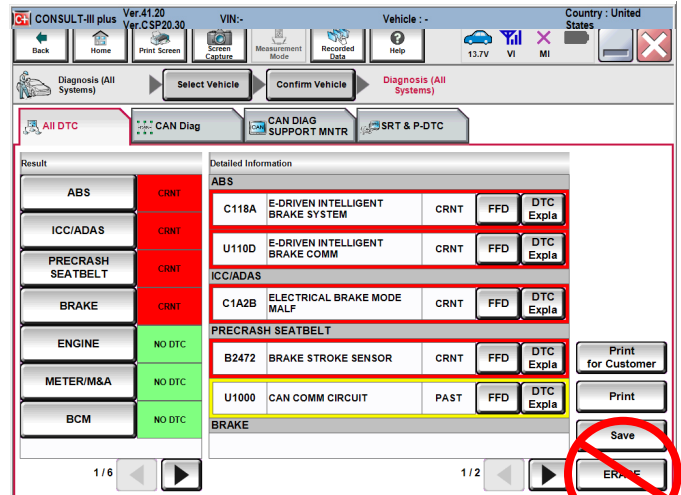 C+ CONSULT-III plus Ver.41.20 VIN:- Vehicle : - Country : United
Ver.CSP20.30 States
Back Home Print Screen Screen Capture Measurement Mode Recorded Data Help 13.7V VI MI
Diagnosis (All Systems) Select Vehicle Confirm Vehicle Diagnosis (All Systems)
All DTC CAN Diag CAN DIAG SUPPORT MNTR SRT & P-DTC
Result
ABS CRNT
ICC/ADAS CRNT
PRECRASH SEATBELT CRNT
BRAKE CRNT
ENGINE NO DTC
METER/M&A NO DTC
BCM NO DTC
1/6
Detailed Information
ABS
C118A E-DRIVEN INTELLIGENT BRAKE SYSTEM CRNT FFD DTC Expla
U110D E-DRIVEN INTELLIGENT BRAKE COMM CRNT FFD DTC Expla
ICC/ADAS
C1A2B ELECTRICAL BRAKE MODE MALF CRNT FFD DTC Expla
PRECRASH SEATBELT
B2472 BRAKE STROKE SENSOR CRNT FFD DTC Expla
U1000 CAN COMM CIRCUIT PAST FFD DTC Expla
BRAKE
1/2
Print for Customer
Print
Save
ERASE